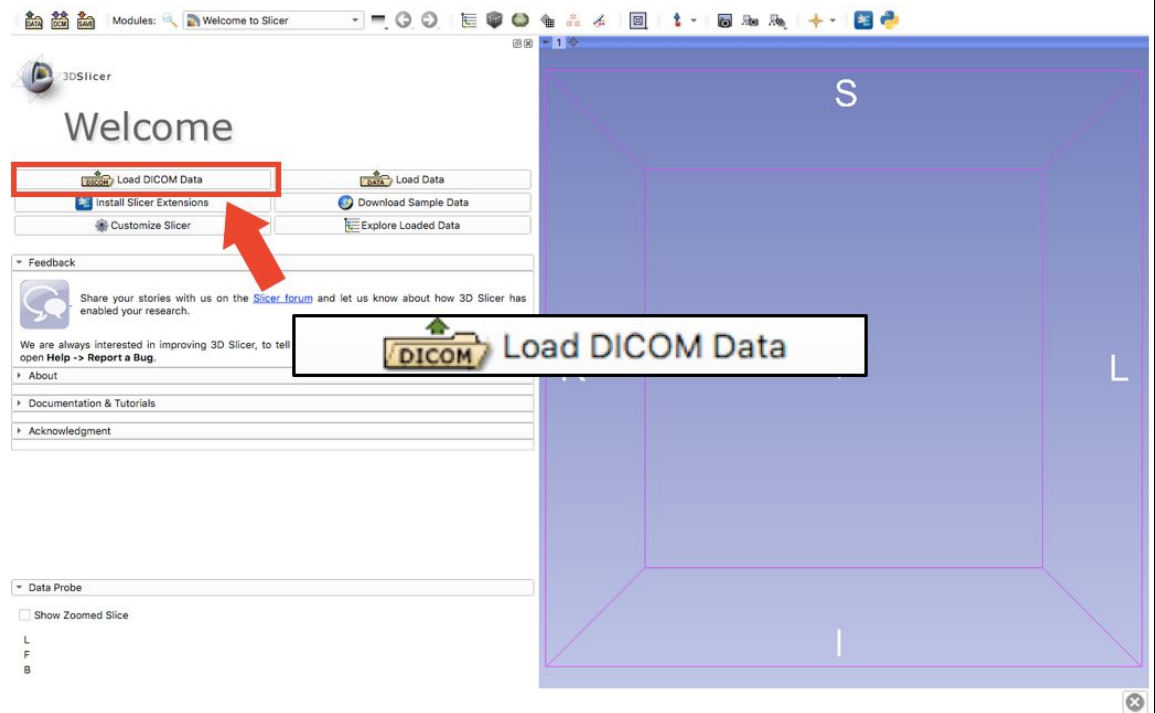 DATA DCM SAVE Modules: Welcome to Slicer
1
3DSlicer
Welcome
DICOM Load DICOM Data
DATA Load Data
Install Slicer Extensions
Download Sample Data
Customize Slicer
Explore Loaded Data
Feedback
Share your stories with us on the Slicer forum and let us know about how 3D Slicer has
enabled your research.
We are always interested in improving 3D Slicer, to tell
open Help -> Report a Bug.
DICOM Load DICOM Data
About
Documentation & Tutorials
Acknowledgment
Data Probe
Show Zoomed Slice
L
F
B
S
L
I